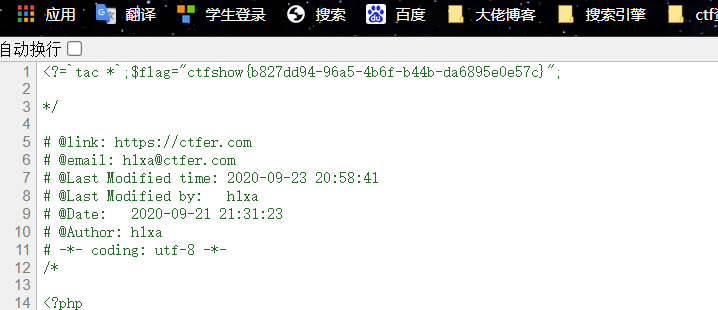 应用 翻译 学生登录 搜索 百度 大佬博客 搜索引擎
自动换行
1 <?=`tac *`;$flag="ctfshow{b827dd94-96a5-4b6f-b44b-da6895e0e57c}";
2
3 */
4
5 # @link: https://ctfer.com
6 # @email: h1xa@ctfer.com
7 # @Last Modified time: 2020-09-23 20:58:41
8 # @Last Modified by:   h1xa
9 # @Date:   2020-09-21 21:31:23
10 # @Author: h1xa
11 # -*- coding: utf-8 -*-
12 /*
13
14 <?php